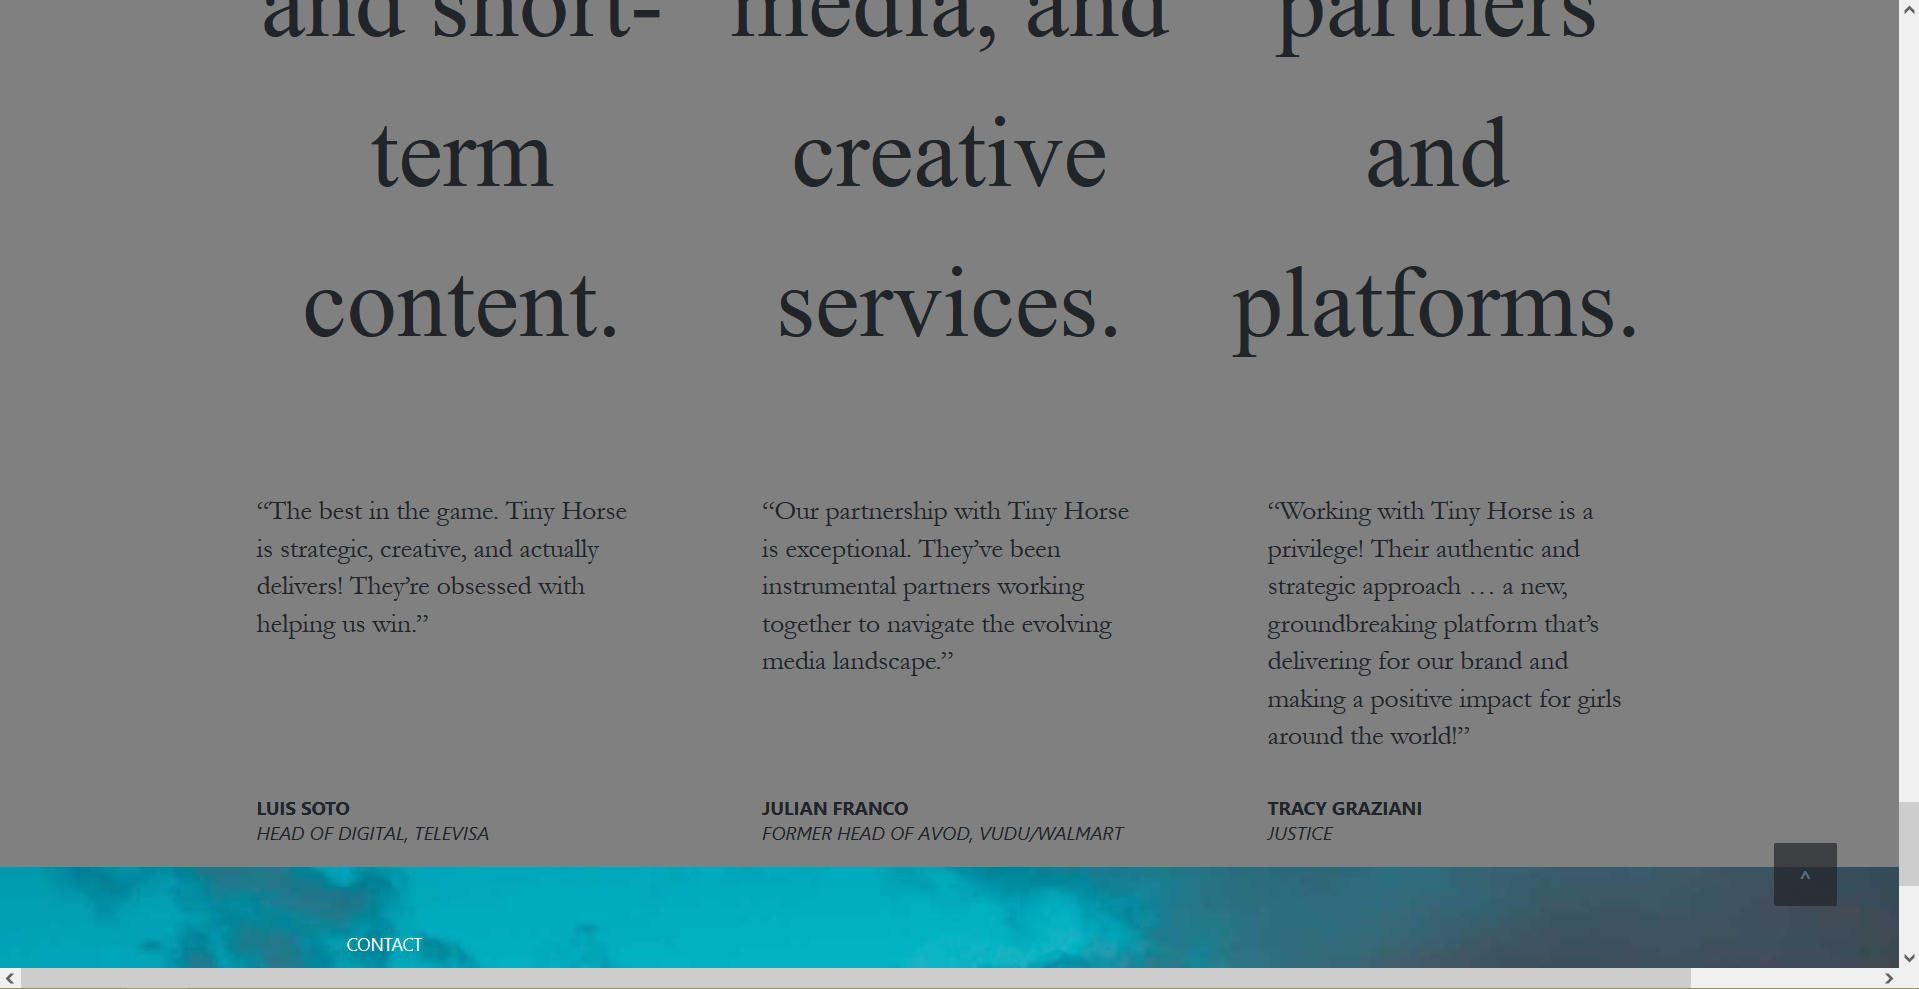 and short-
term
content.
media, and
creative
services.
partners
and
platforms.
“The best in the game. Tiny Horse
is strategic, creative, and actually
delivers! They’re obsessed with
helping us win.”
LUIS SOTO
HEAD OF DIGITAL, TELEVISA
“Our partnership with Tiny Horse
is exceptional. They’ve been
instrumental partners working
together to navigate the evolving
media landscape.”
JULIAN FRANCO
FORMER HEAD OF AVOD, VUDU/WALMART
“Working with Tiny Horse is a
privilege! Their authentic and
strategic approach … a new,
groundbreaking platform that’s
delivering for our brand and
making a positive impact for girls
around the world!”
TRACY GRAZIANI
JUSTICE
^
CONTACT